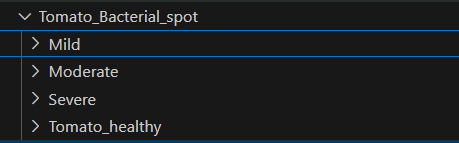 Tomato_Bacterial_spot
Mild
Moderate
Severe
Tomato_healthy